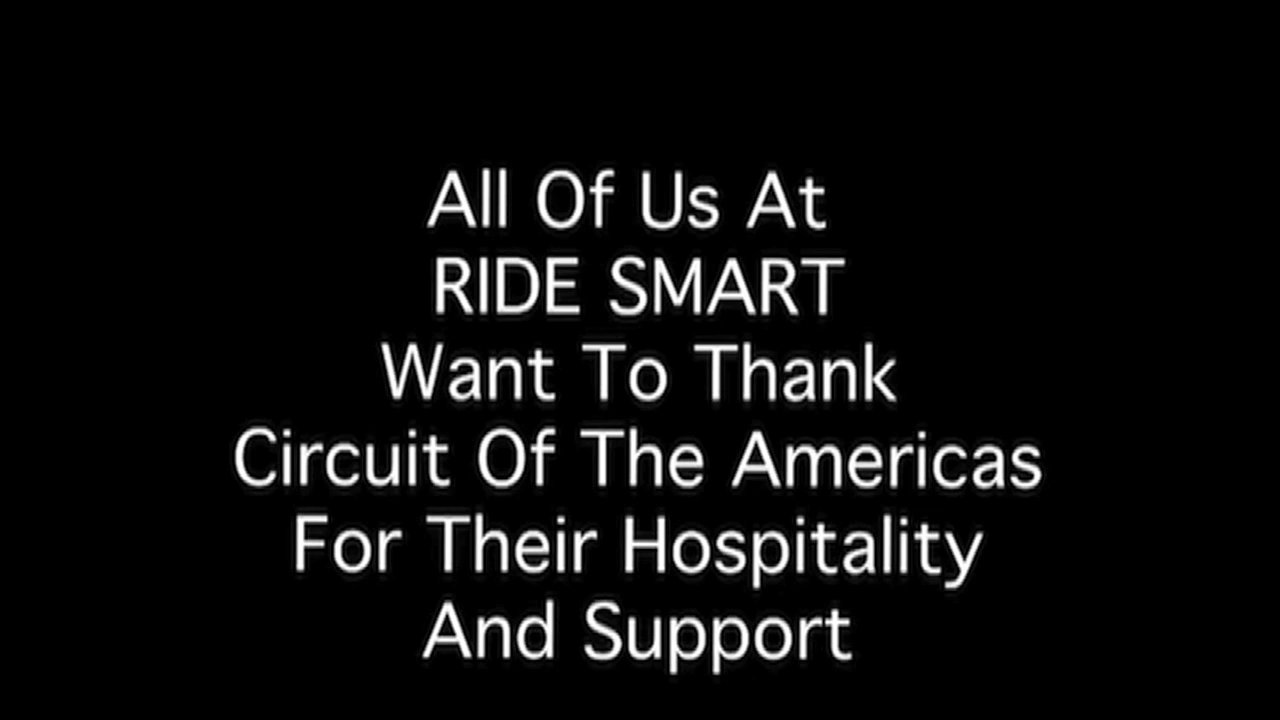 All Of Us At
RIDE SMART
Want To Thank
Circuit Of The Americas
For Their Hospitality
And Support